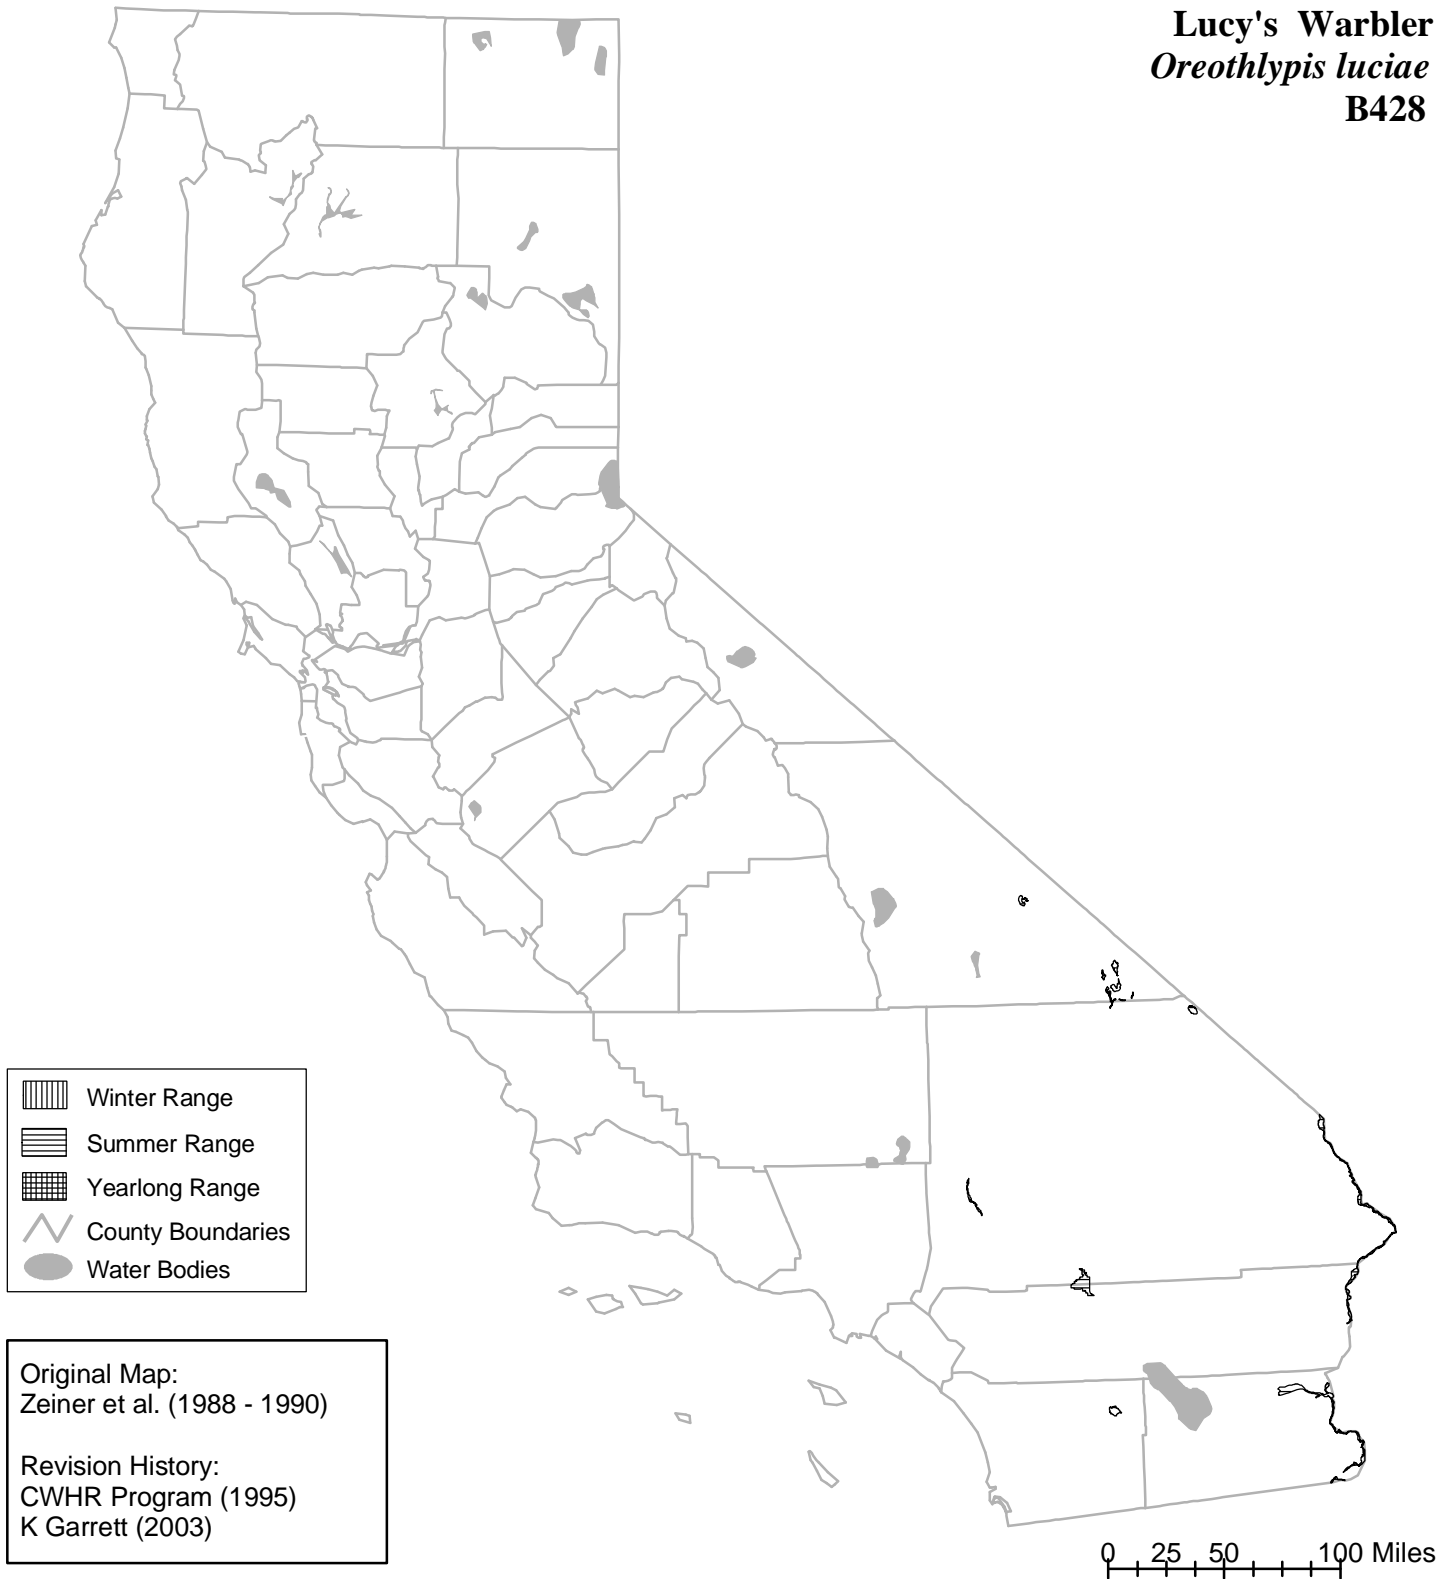 Lucy's Warbler
Oreothlypis luciae
B428
Winter Range
Summer Range
Yearlong Range
County Boundaries
Water Bodies
Original Map:
Zeiner et al. (1988 - 1990)
Revision History:
CWHR Program (1995)
K Garrett (2003)
0 25 50 100 Miles